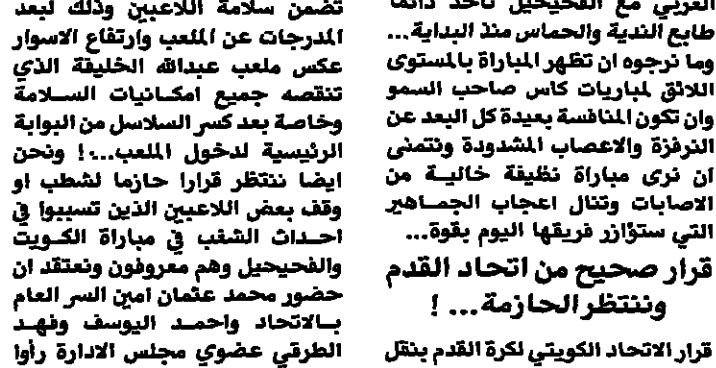 العربي مع الفحيحيل تأخذ دائما
طابع الندية والحماس منذ البداية...
وما نرجوه ان تظهر المباراة بالمستوى
اللائق لمباريات كاس صاحب السمو
وان تكون المنافسة بعيدة كل البعد عن
النرفزة والاعصاب المشدودة ونتمنى
ان نرى مباراة نظيفة خالية من
الاصابات وتنال اعجاب الجماهير
التي ستؤازر فريقها اليوم بقوة...
قرار صحيح من اتحاد القدم
وننتظر الحازمة... !
قرار الاتحاد الكويتي لكرة القدم بنقل
تضمن سلامة اللاعبين وذلك لبعد
المدرجات عن الملعب وارتفاع الاسوار
عكس ملعب عبدالله الخليفة الذي
تنقصه جميع امكانيات السلامة
وخاصة بعد كسر السلاسل من البوابة
الرئيسية لدخول الملعب...! ونحن
ايضا ننتظر قرارا حازما لشطب او
وقف بعض اللاعبين الذين تسببوا في
احداث الشغب في مباراة الكويت
والفحيحيل وهم معروفون ونعتقد ان
حضور محمد عثمان امين السر العام
بالاتحاد واحمد اليوسف وفهد
الطرقي عضوي مجلس الادارة رأوا